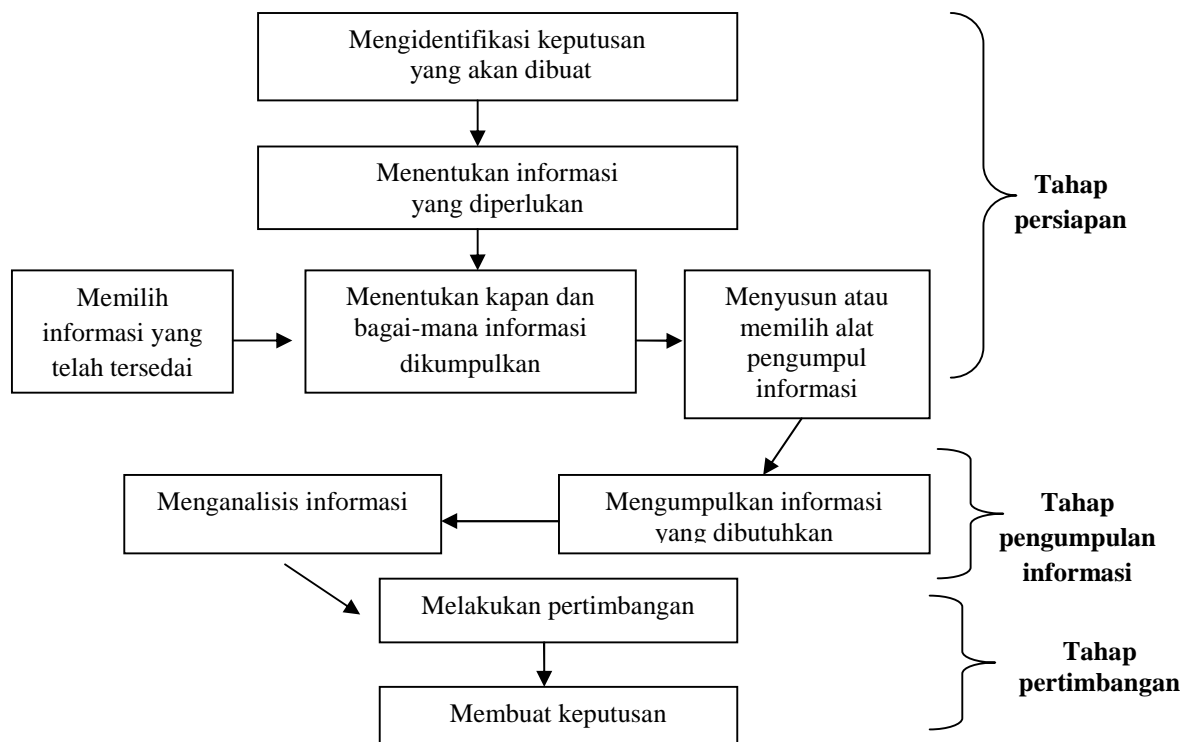 Mengidentifikasi keputusan
yang akan dibuat
Menentukan informasi
yang diperlukan
Tahap
persiapan
Memilih
informasi yang
telah tersedai
Menentukan kapan dan
bagai-mana informasi
dikumpulkan
Menyusun atau
memilih alat
pengumpul
informasi
Menganalisis informasi
Mengumpulkan informasi
yang dibutuhkan
Tahap
pengumpulan
informasi
Melakukan pertimbangan
Membuat keputusan
Tahap
pertimbangan